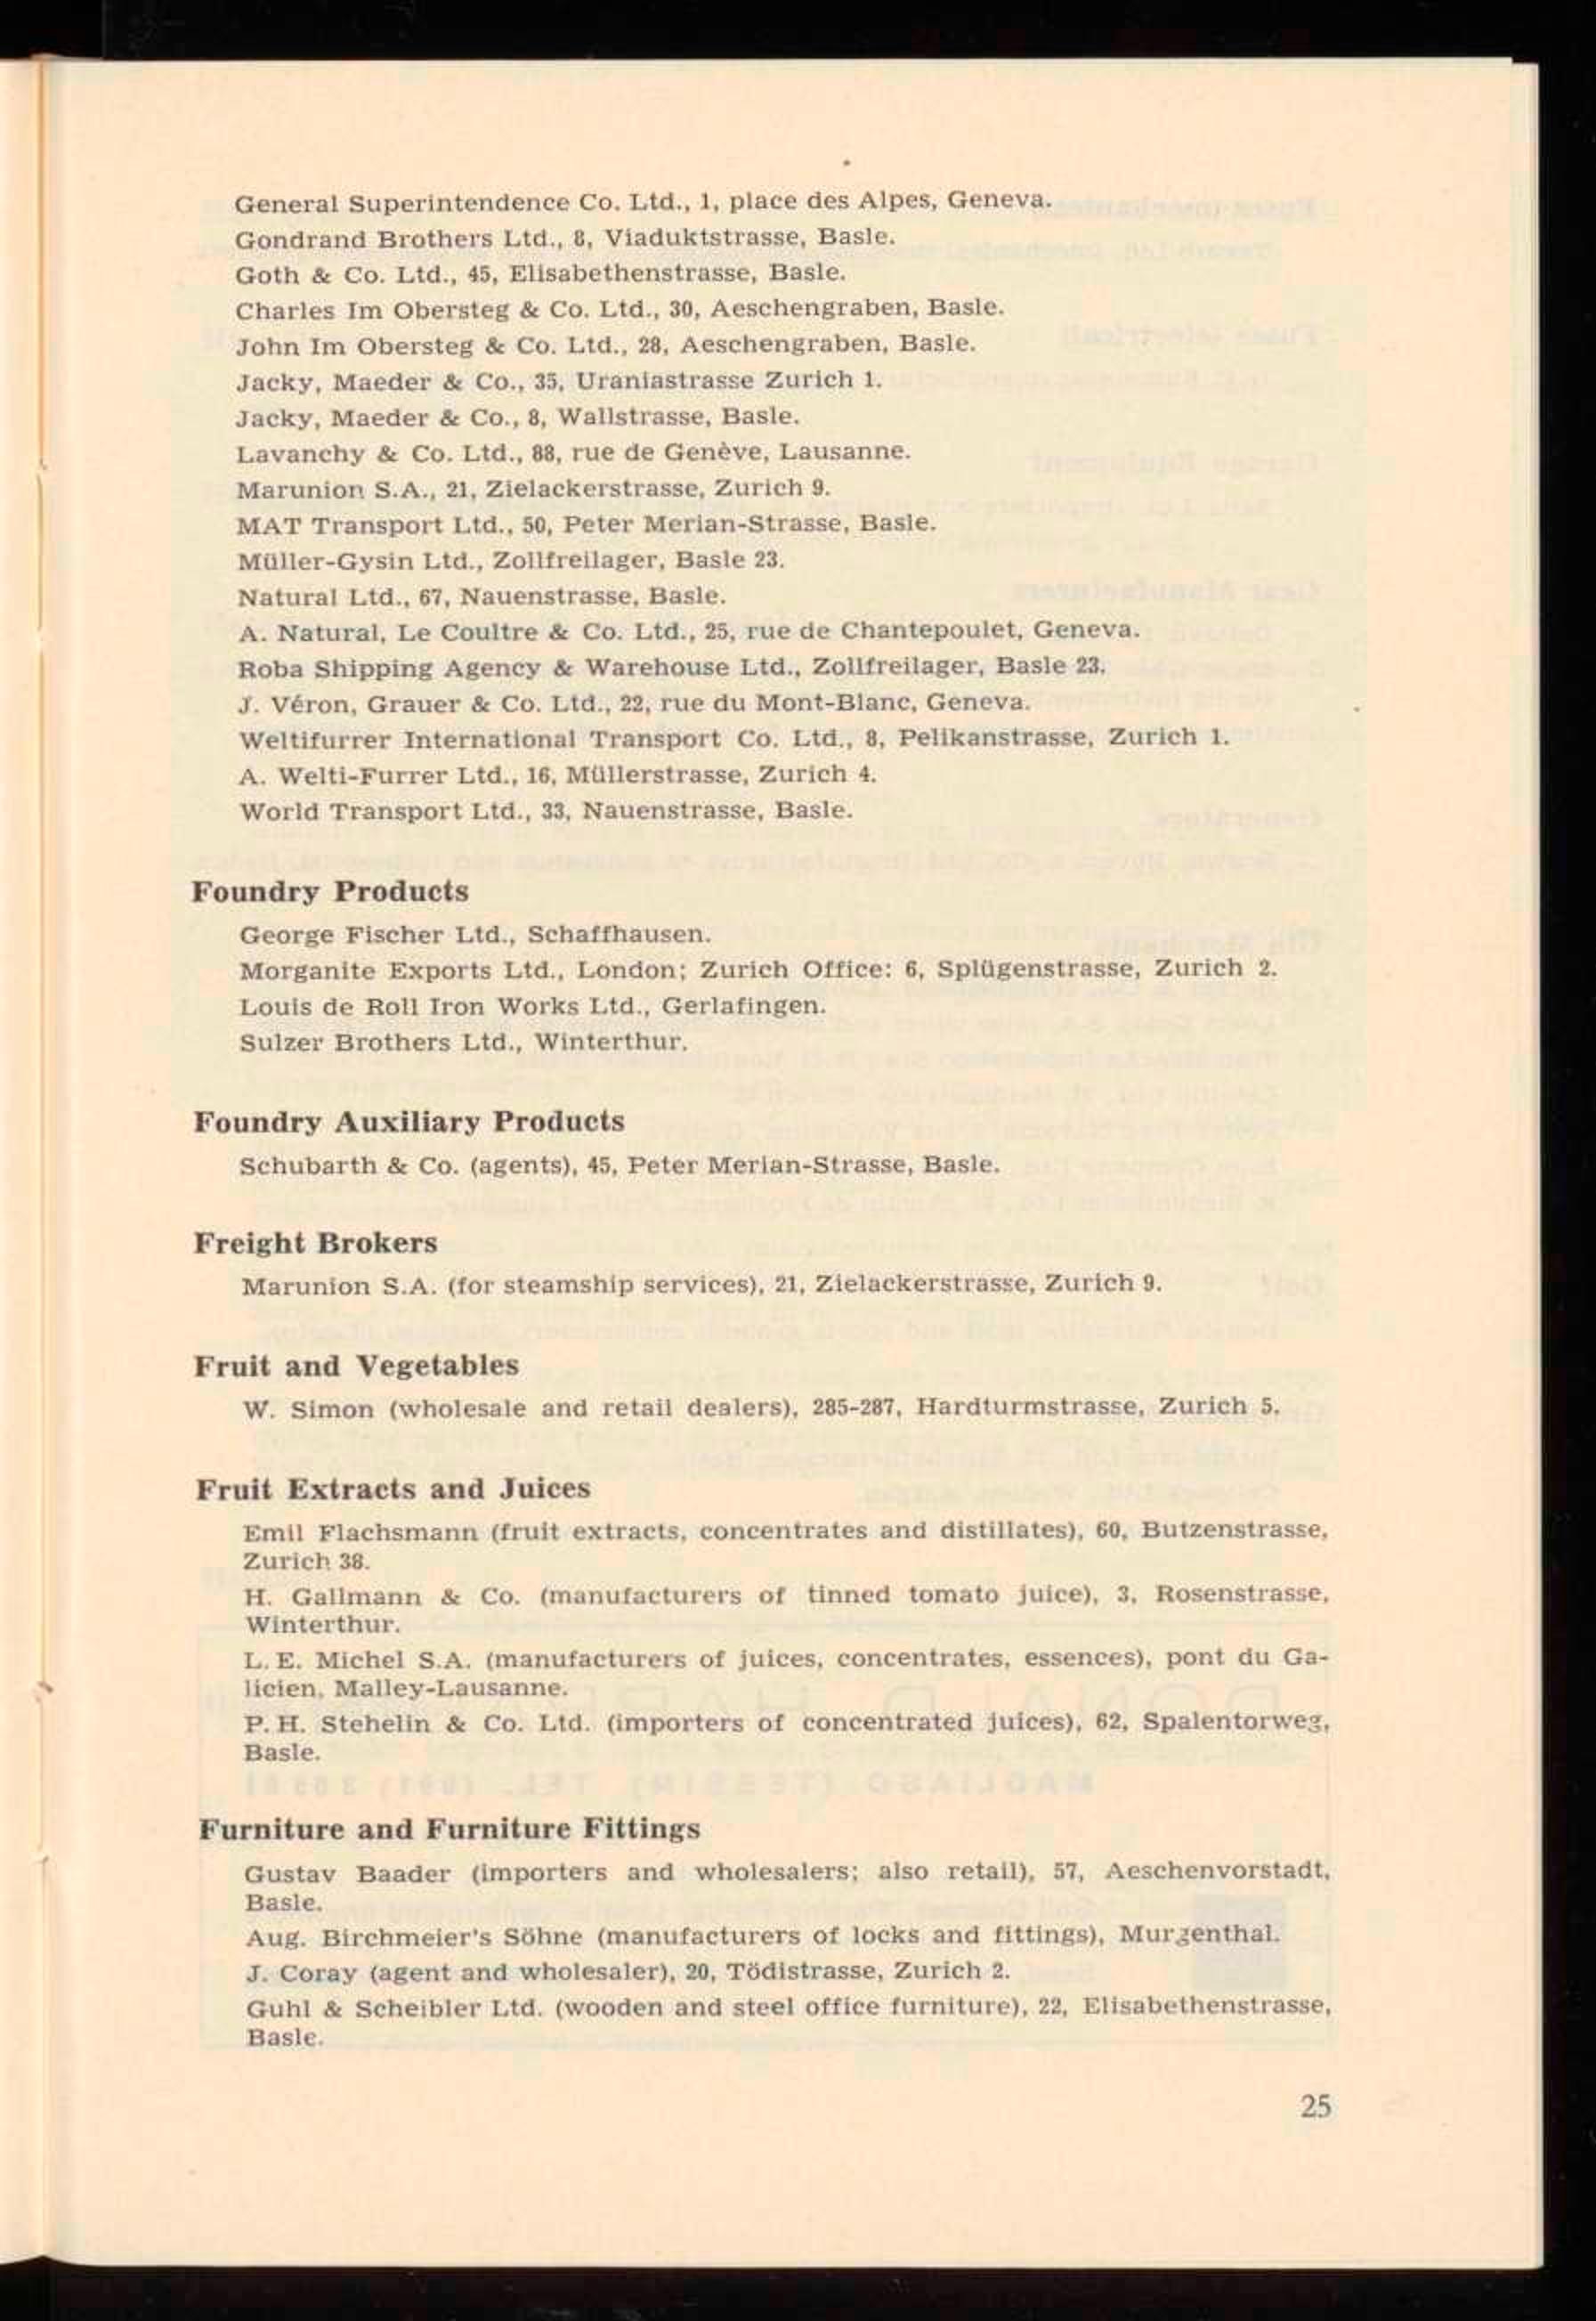 General Superintendence Co. Ltd., 1, place des Alpes, Geneva.
Gondrand Brothers Ltd., 8, Viaduktstrasse, Basle.
Goth & Co. Ltd., 45, Elisabethenstrasse, Basle.
Charles Im Obersteg & Co. Ltd., 30, Aeschengraben, Basle.
John Im Obersteg & Co. Ltd., 28, Aeschengraben, Basle.
Jacky, Maeder & Co., 35, Uraniastrasse Zurich 1.
Jacky, Maeder & Co., 8, Wallstrasse, Basle.
Lavanchy & Co. Ltd., 88, rue de Genève, Lausanne.
Marunion S.A., 21, Zielackerstrasse, Zurich 9.
MAT Transport Ltd., 50, Peter Merian-Strasse, Basle.
Müller-Gysin Ltd., Zollfreilager, Basle 23.
Natural Ltd., 67, Nauenstrasse, Basle.
A. Natural, Le Coultre & Co. Ltd., 25, rue de Chantepoulet, Geneva.
Roba Shipping Agency & Warehouse Ltd., Zollfreilager, Basle 23.
J. Véron, Grauer & Co. Ltd., 22, rue du Mont-Blanc, Geneva.
Weltifurrer International Transport Co. Ltd., 8, Pelikanstrasse, Zurich 1.
A. Welti-Furrer Ltd., 16, Müllerstrasse, Zurich 4.
World Transport Ltd., 33, Nauenstrasse, Basle.
Foundry Products
George Fischer Ltd., Schaffhausen.
Morganite Exports Ltd., London; Zurich Office: 6, Splügenstrasse, Zurich 2.
Louis de Roll Iron Works Ltd., Gerlafingen.
Sulzer Brothers Ltd., Winterthur.
Foundry Auxiliary Products
Schubarth & Co. (agents), 45, Peter Merian-Strasse, Basle.
Freight Brokers
Marunion S.A. (for steamship services), 21, Zielackerstrasse, Zurich 9.
Fruit and Vegetables
W. Simon (wholesale and retail dealers), 285-287, Hardturmstrasse, Zurich 5.
Fruit Extracts and Juices
Emil Flachsmann (fruit extracts, concentrates and distillates), 60, Butzenstrasse,
Zurich 38.
H. Gallmann & Co. (manufacturers of tinned tomato juice), 3, Rosenstrasse,
Winterthur.
L. E. Michel S.A. (manufacturers of juices, concentrates, essences), pont du Ga-
licien, Malley-Lausanne.
P. H. Stehelin & Co. Ltd. (importers of concentrated juices), 62, Spalentorweg,
Basle.
Furniture and Furniture Fittings
Gustav Baader (importers and wholesalers; also retail), 57, Aeschenvorstadt,
Basle.
Aug. Birchmeier's Söhne (manufacturers of locks and fittings), Murgenthal.
J. Coray (agent and wholesaler), 20, Tödistrasse, Zurich 2.
Guhl & Scheibler Ltd. (wooden and steel office furniture), 22, Elisabethenstrasse,
Basle.
25